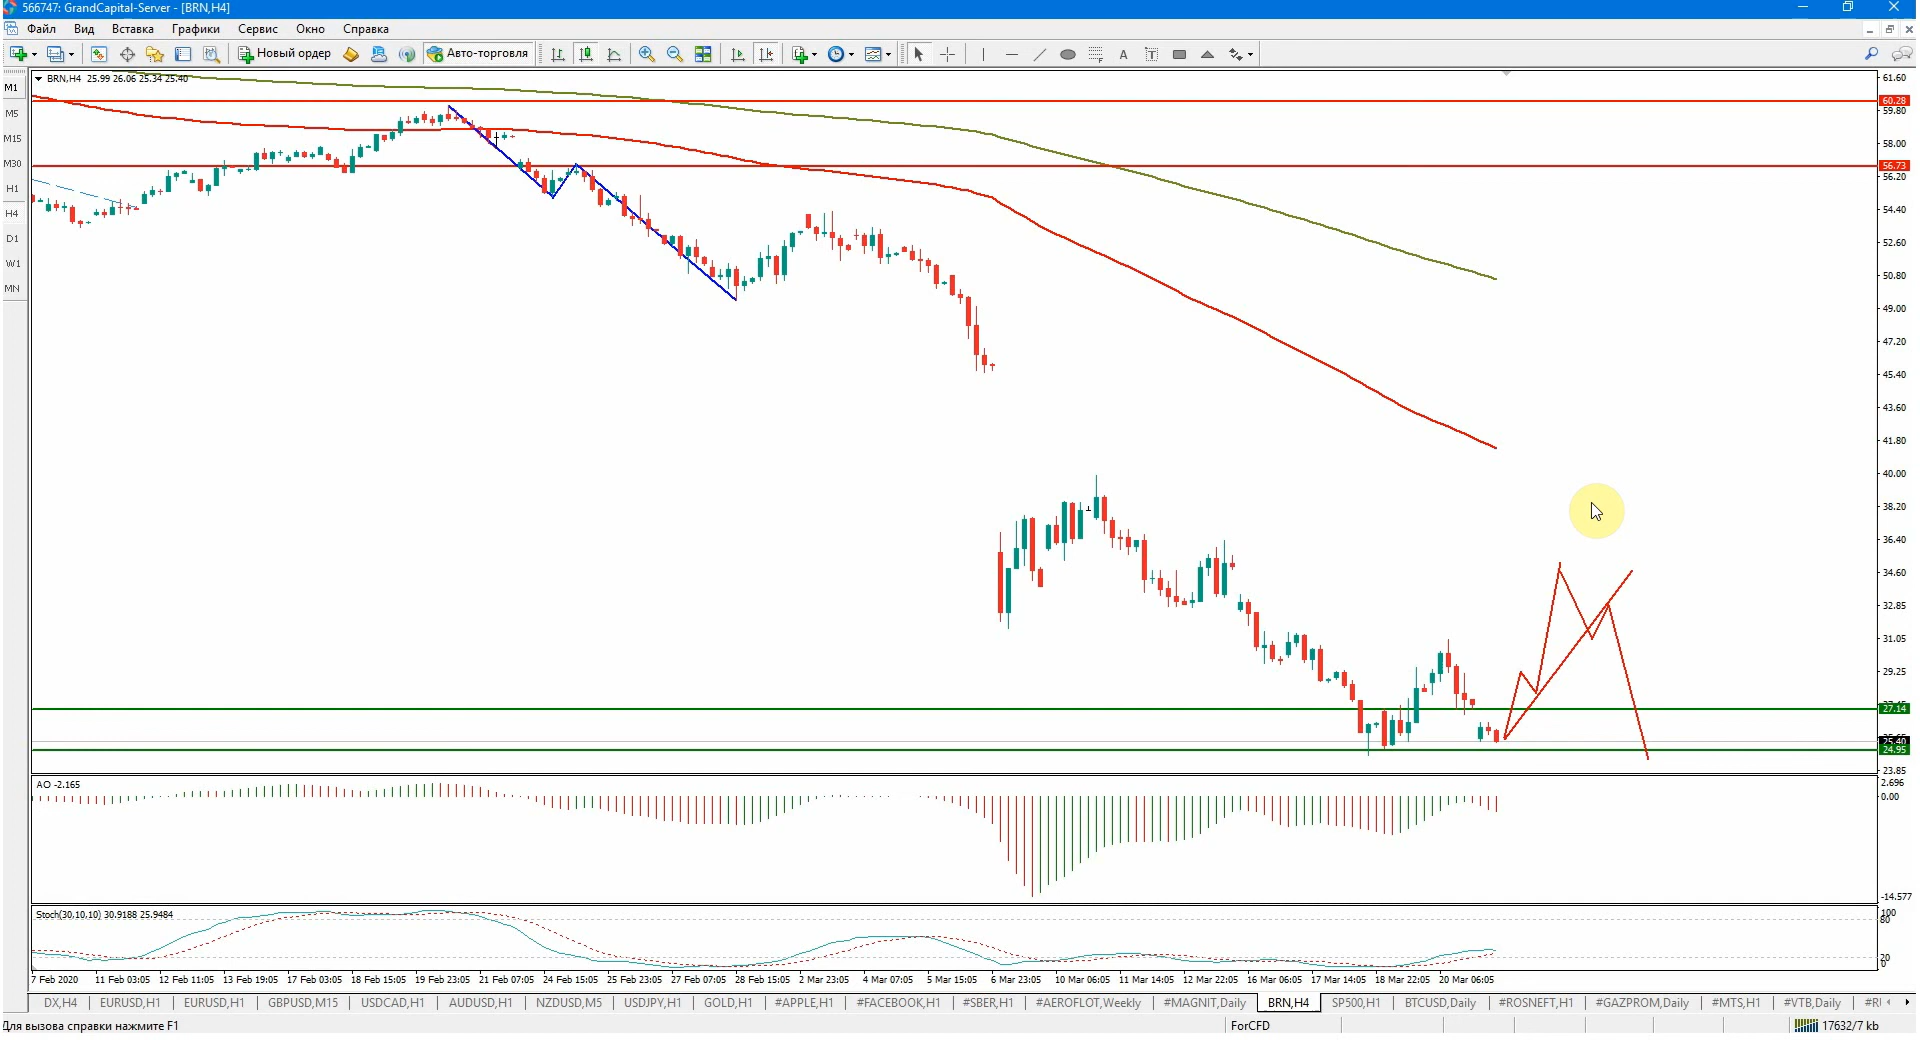 566747: GrandCapital-Server - [BRN,H4]
Файл Вид Вставка Графики Сервис Окно Справка
Новый ордер Авто-торговля
M1
M5
M15
M30
H1
H4
D1
W1
MN
BRN,H4 25.99 26.06 25.34 25.40
61.60
60.28
59.80
58.00
56.73
56.20
54.40
52.60
50.80
49.00
47.20
45.40
43.60
41.80
40.00
38.20
36.40
34.60
32.85
31.05
29.25
27.14
25.40
24.95
23.85
AO -2.165
2.696
0.00
-14.577
Stoch(30,10,10) 30.9188 25.9484
100
80
20
0
7 Feb 2020 11 Feb 03:05 12 Feb 11:05 13 Feb 19:05 17 Feb 03:05 18 Feb 15:05 19 Feb 23:05 21 Feb 07:05 24 Feb 15:05 25 Feb 23:05 27 Feb 07:05 28 Feb 15:05 2 Mar 23:05 4 Mar 07:05 5 Mar 15:05 6 Mar 23:05 10 Mar 06:05 11 Mar 14:05 12 Mar 22:05 16 Mar 06:05 17 Mar 14:05 18 Mar 22:05 20 Mar 06:05
DX,H4 EURUSD,H1 EURUSD,H1 GBPUSD,M15 USDCAD,H1 AUDUSD,H1 NZDUSD,M5 USDJPY,H1 GOLD,H1 #APPLE,H1 #FACEBOOK,H1 #SBER,H1 #AEROFLOT,Weekly #MAGNIT,Daily BRN,H4 SP500,H1 BTCUSD,Daily #ROSNEFT,H1 #GAZPROM,Daily #MTS,H1 #VTB,Daily
Для вызова справки нажмите F1 ForCFD 17632/7 kb